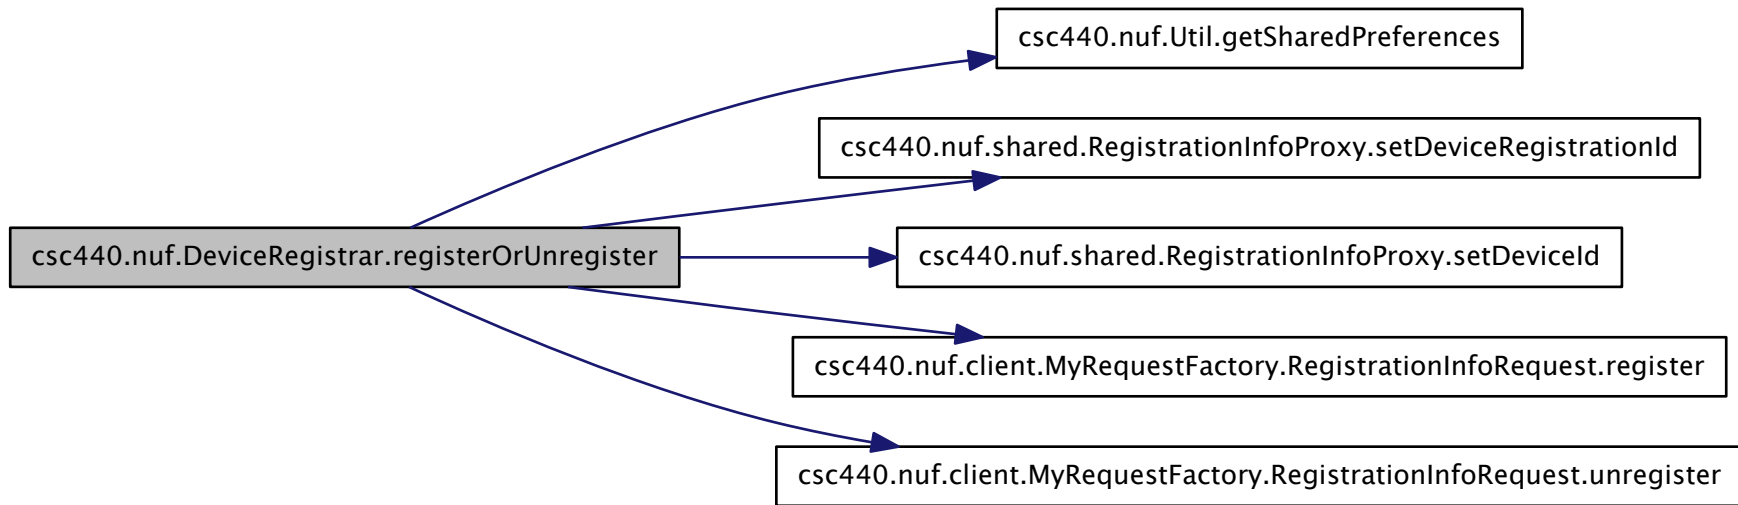 csc440.nuf.Util.getSharedPreferences
csc440.nuf.shared.RegistrationInfoProxy.setDeviceRegistrationId
csc440.nuf.DeviceRegistrar.registerOrUnregister
csc440.nuf.shared.RegistrationInfoProxy.setDeviceId
csc440.nuf.client.MyRequestFactory.RegistrationInfoRequest.register
csc440.nuf.client.MyRequestFactory.RegistrationInfoRequest.unregister